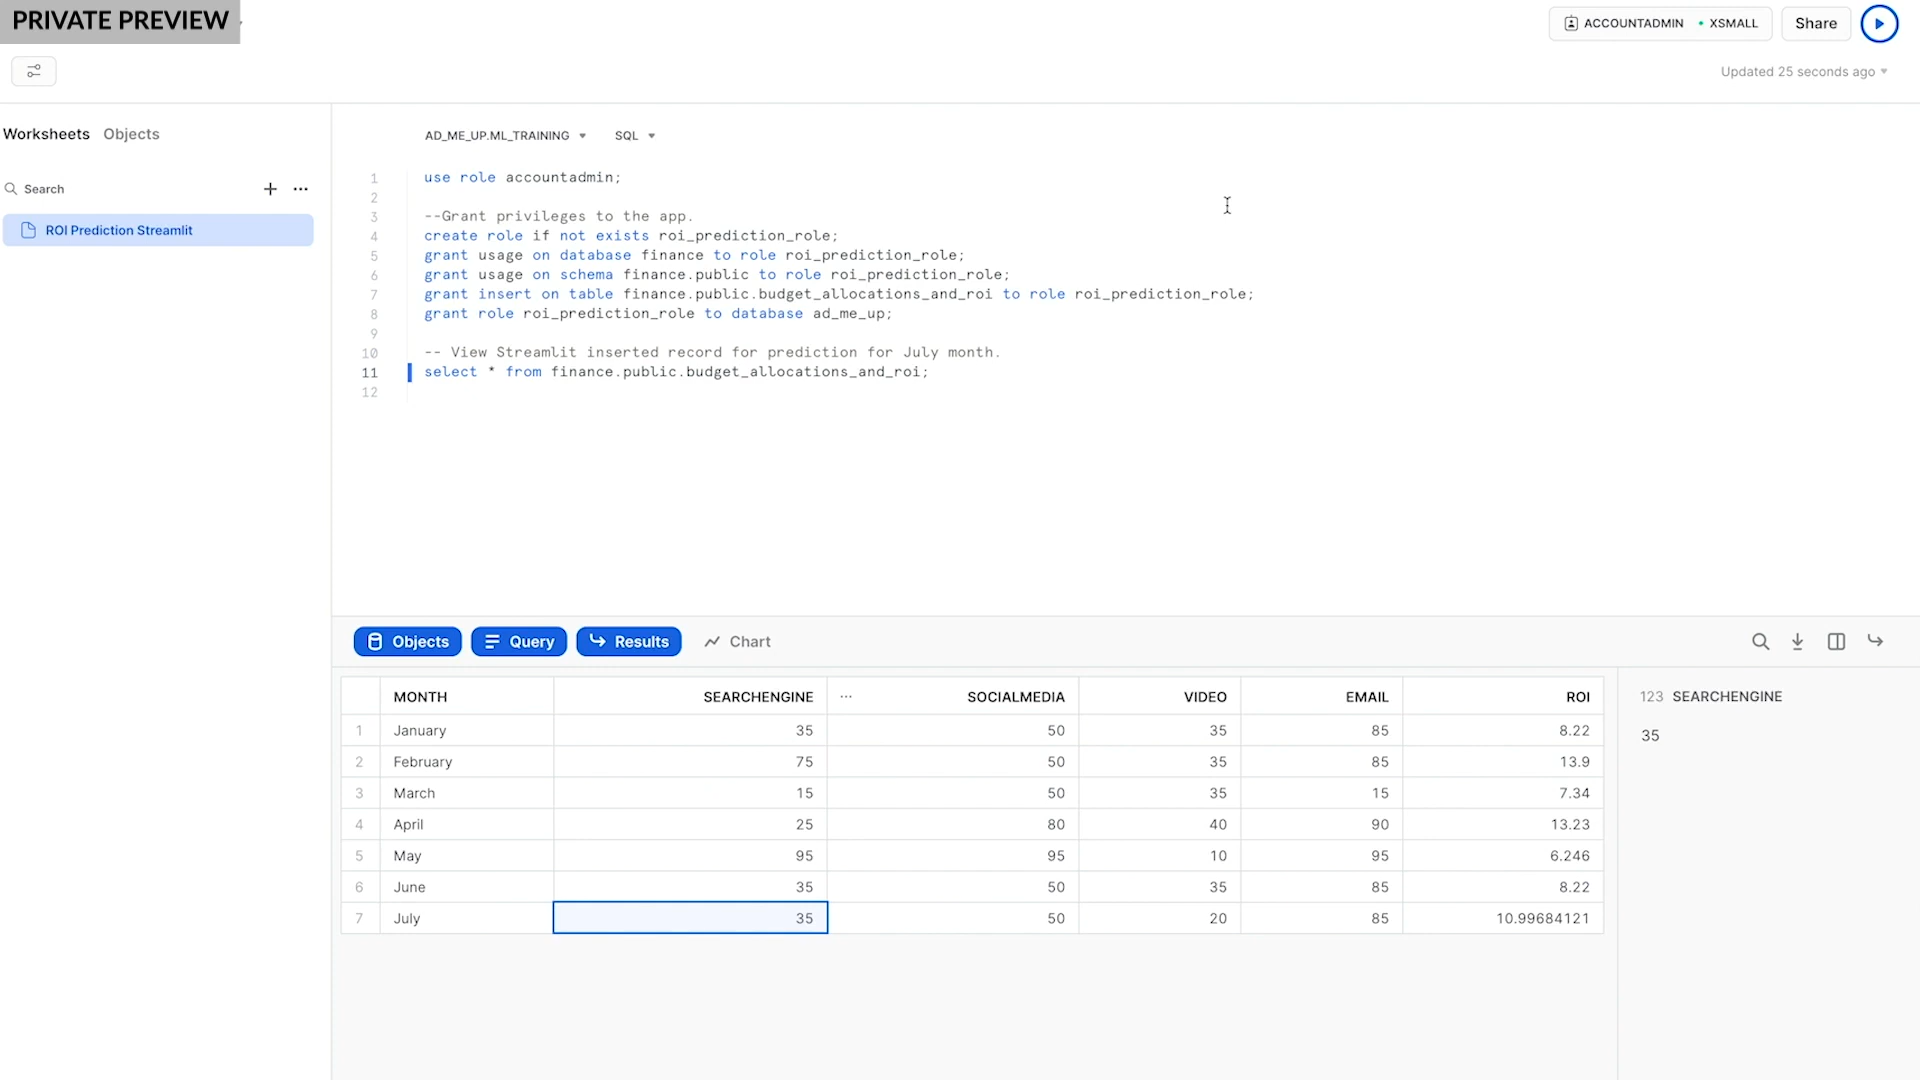 PRIVATE PREVIEW
ACCOUNTADMIN • XSMALL
Share
Updated 25 seconds ago
Worksheets Objects
Search
ROI Prediction Streamlit
AD_ME_UP.ML_TRAINING SQL
1 use role accountadmin;
2
3 --Grant privileges to the app.
4 create role if not exists roi_prediction_role;
5 grant usage on database finance to role roi_prediction_role;
6 grant usage on schema finance.public to role roi_prediction_role;
7 grant insert on table finance.public.budget_allocations_and_roi to role roi_prediction_role;
8 grant role roi_prediction_role to database ad_me_up;
9
10 -- View Streamlit inserted record for prediction for July month.
11 select * from finance.public.budget_allocations_and_roi;
12
Objects Query Results Chart
MONTH SEARCHENGINE ... SOCIALMEDIA VIDEO EMAIL ROI
1 January 35 50 35 85 8.22
2 February 75 50 35 85 13.9
3 March 15 50 35 15 7.34
4 April 25 80 40 90 13.23
5 May 95 95 10 95 6.246
6 June 35 50 35 85 8.22
7 July 35 50 20 85 10.99684121
123 SEARCHENGINE
35